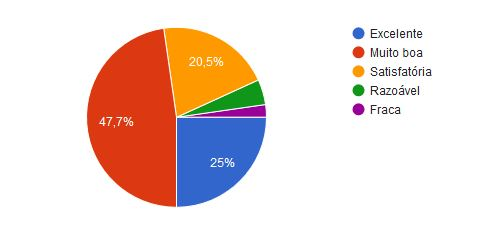 Excelente
Muito boa
Satisfatória
Razoável
Fraca
20,5%
47,7%
25%